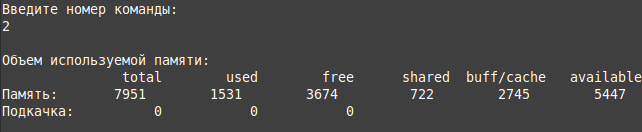 Введите номер команды:
2
Объем используемой памяти:
total used free shared buff/cache available
Память: 7951 1531 3674 722 2745 5447
Подкачка: 0 0 0